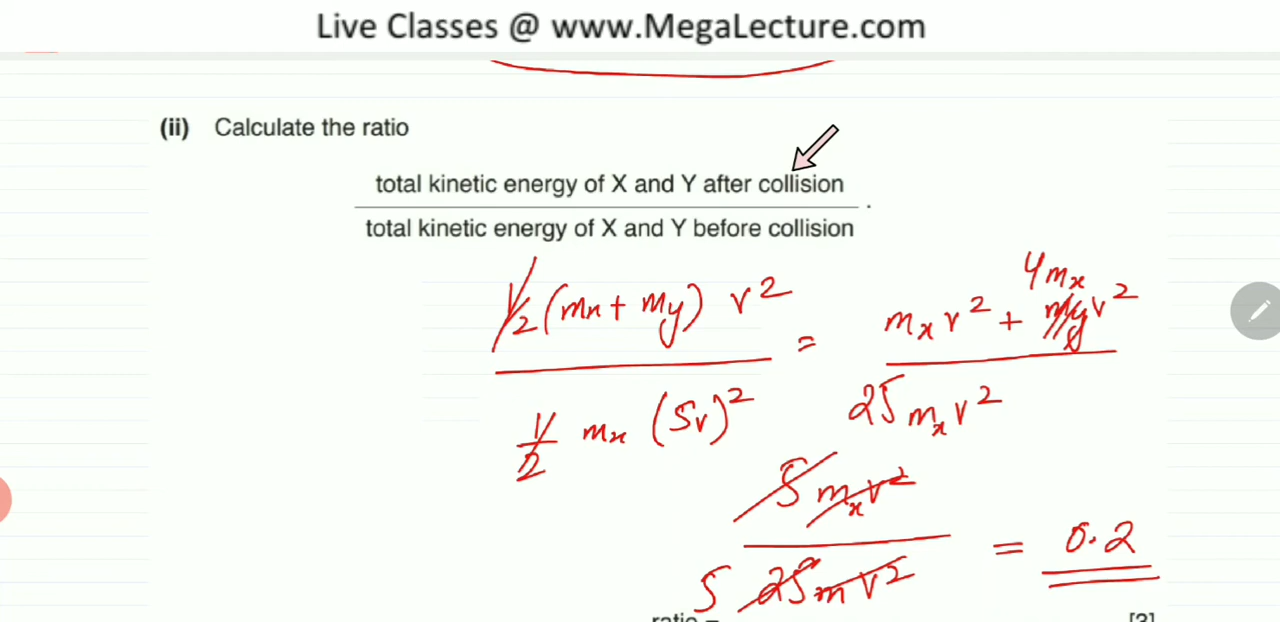 Live Classes @ www.MegaLecture.com
(ii) Calculate the ratio
total kinetic energy of X and Y after collision
total kinetic energy of X and Y before collision .
4mx
1/2 (mx + my) v2 = mx v2 + my v2
1/2 mx (5v)2 25 mx v2
5 mx v2
5 25 m v2 = 0.2
ratio = [3]